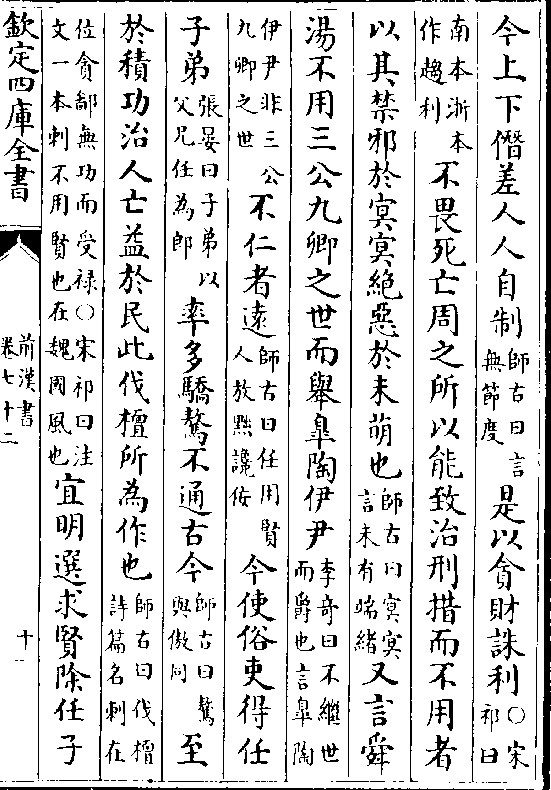 今上下僭差人人自制師古曰言無節度是以貪財誅利〇宋祁曰
南本浙本作趨利不畏死亡周之所以能致治刑措而不用者
以其禁邪於冥冥絶惡於未萌也師古曰冥冥言未有端緒又言舜
湯不用三公九卿之世而舉臯陶伊尹李奇曰不繼世而爵也言臯陶
伊尹非三公九卿之世不仁者遠師古曰任用賢人放黜讒佞今使俗吏得任
子弟張晏曰子弟以父兄任為郎率多驕驁不通古今師古曰驁與傲同至
於積功治人亡益於民此伐檀所為作也師古曰伐檀詩篇名刺在
位貪鄙無功而受禄〇宋祁曰注文一本刺不用賢也在魏周風也宜明選求賢除任子
欽定四庫全書
前漢書
卷七十二
十